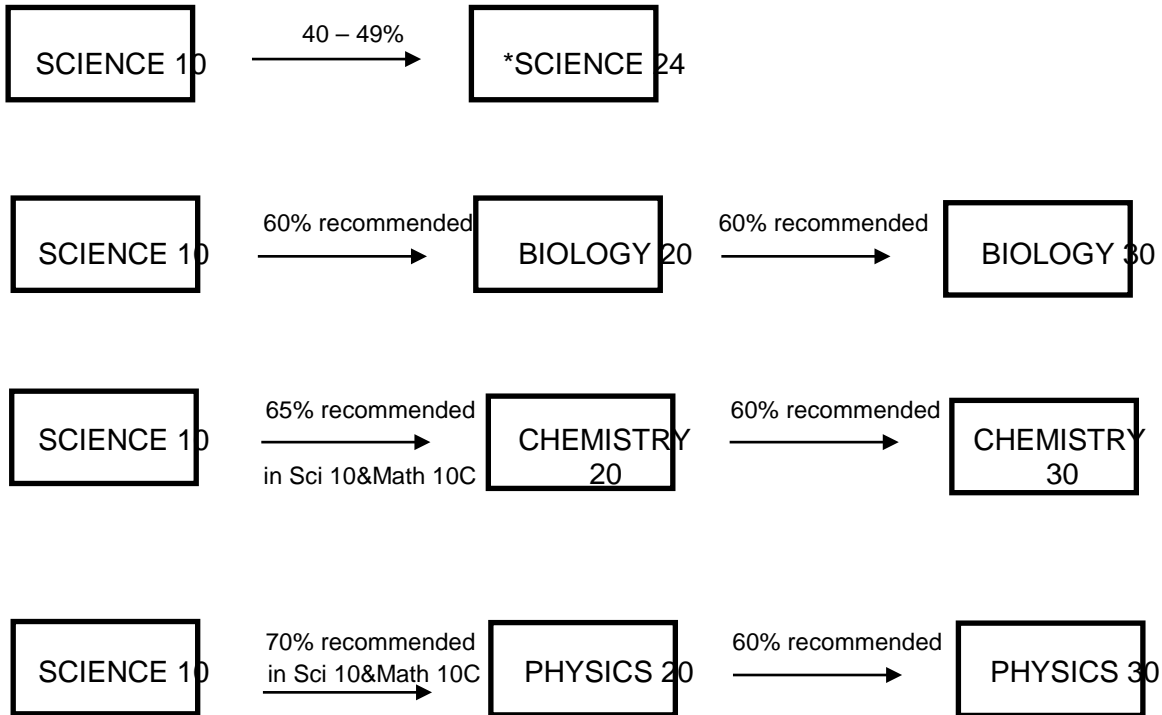 40 – 49%
SCIENCE 10
*SCIENCE 24
60% recommended
60% recommended
SCIENCE 10
BIOLOGY 20
BIOLOGY 30
65% recommended
60% recommended
SCIENCE 10
CHEMISTRY
20
CHEMISTRY
30
in Sci 10&Math 10C
70% recommended
60% recommended
SCIENCE 10
in Sci 10&Math 10C
PHYSICS 20
PHYSICS 30